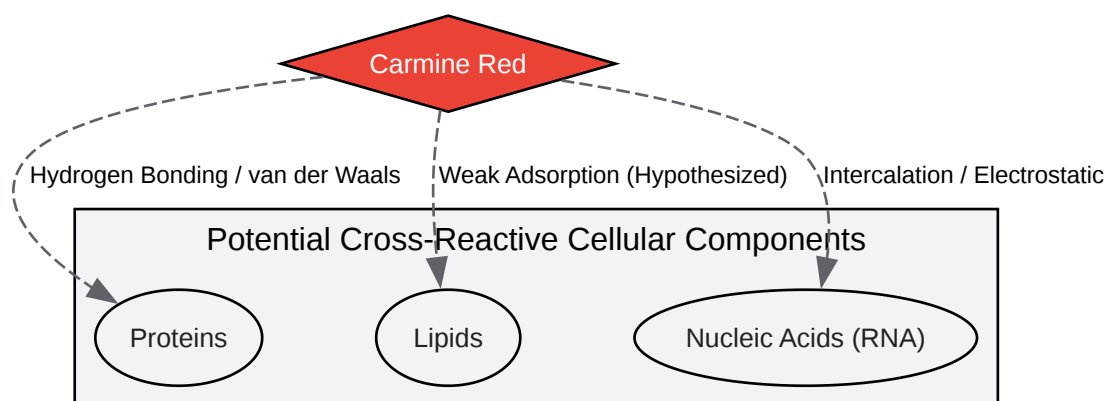 Carmine Red
Hydrogen Bonding / van der Waals
Weak Adsorption (Hypothesized)
Intercalation / Electrostatic
Potential Cross-Reactive Cellular Components
Proteins
Lipids
Nucleic Acids (RNA)